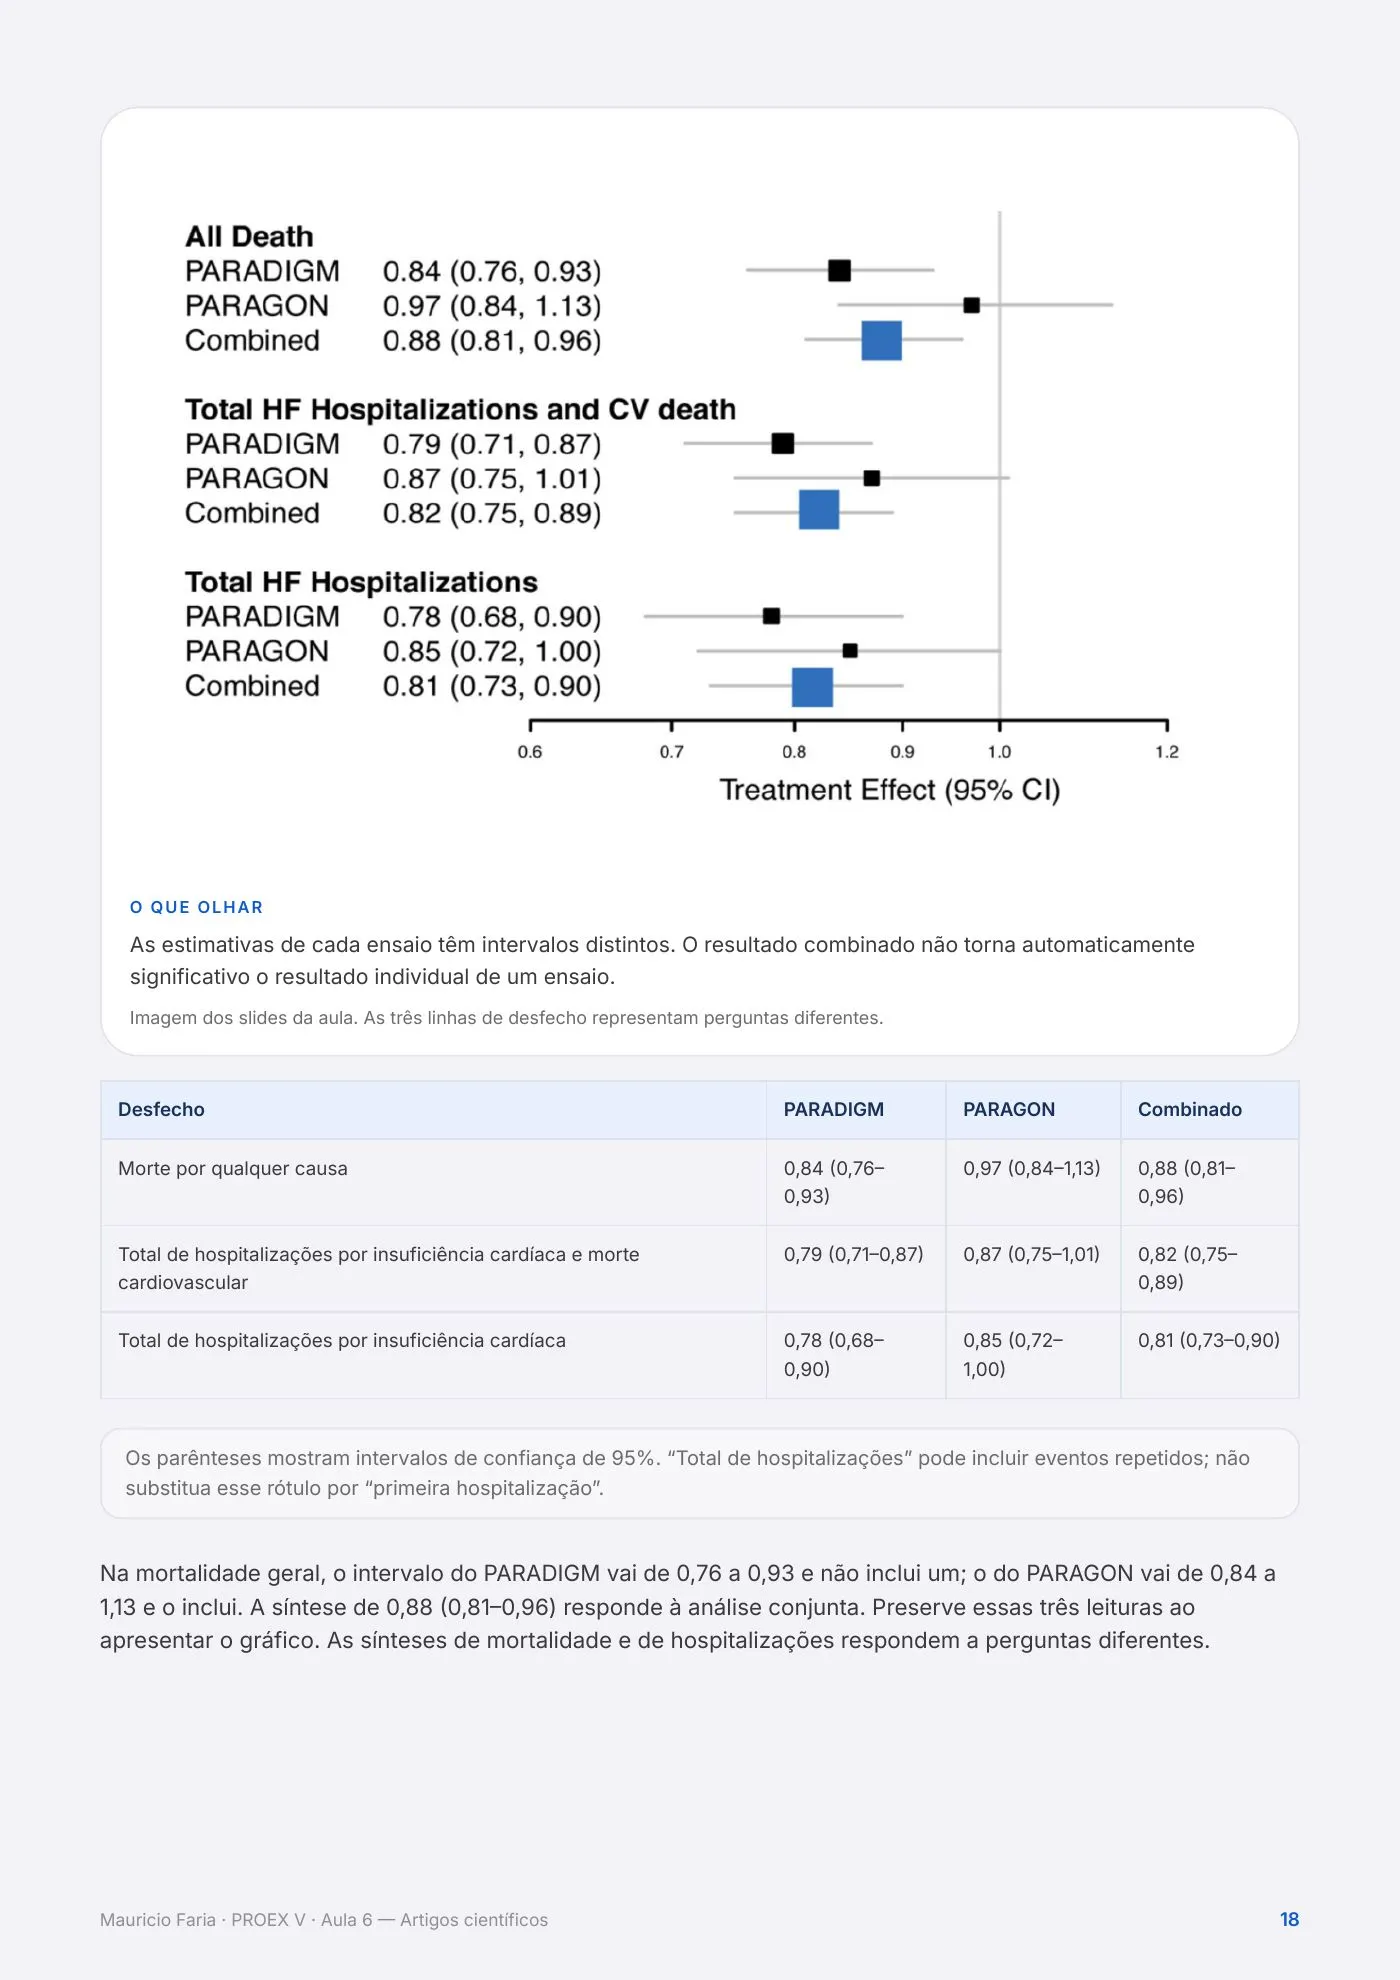 All Death
PARADIGM 0.84 (0.76, 0.93)
PARAGON 0.97 (0.84, 1.13)
Combined 0.88 (0.81, 0.96)
Total HF Hospitalizations and CV death
PARADIGM 0.79 (0.71, 0.87)
PARAGON 0.87 (0.75, 1.01)
Combined 0.82 (0.75, 0.89)
Total HF Hospitalizations
PARADIGM 0.78 (0.68, 0.90)
PARAGON 0.85 (0.72, 1.00)
Combined 0.81 (0.73, 0.90)
0.6 0.7 0.8 0.9 1.0 1.2
Treatment Effect (95% CI)
O QUE OLHAR
As estimativas de cada ensaio têm intervalos distintos. O resultado combinado não torna automaticamente
significativo o resultado individual de um ensaio.
Imagem dos slides da aula. As três linhas de desfecho representam perguntas diferentes.
Desfecho PARADIGM PARAGON Combinado
Morte por qualquer causa 0,84 (0,76– 0,97 (0,84–1,13) 0,88 (0,81–
0,93) 0,96)
Total de hospitalizações por insuficiência cardíaca e morte 0,79 (0,71–0,87) 0,87 (0,75–1,01) 0,82 (0,75–
cardiovascular 0,89)
Total de hospitalizações por insuficiência cardíaca 0,78 (0,68– 0,85 (0,72– 0,81 (0,73–0,90)
0,90) 1,00)
Os parênteses mostram intervalos de confiança de 95%. “Total de hospitalizações” pode incluir eventos repetidos; não
substitua esse rótulo por “primeira hospitalização”.
Na mortalidade geral, o intervalo do PARADIGM vai de 0,76 a 0,93 e não inclui um; o do PARAGON vai de 0,84 a
1,13 e o inclui. A síntese de 0,88 (0,81–0,96) responde à análise conjunta. Preserve essas três leituras ao
apresentar o gráfico. As sínteses de mortalidade e de hospitalizações respondem a perguntas diferentes.
Mauricio Faria · PROEX V · Aula 6 — Artigos científicos 18